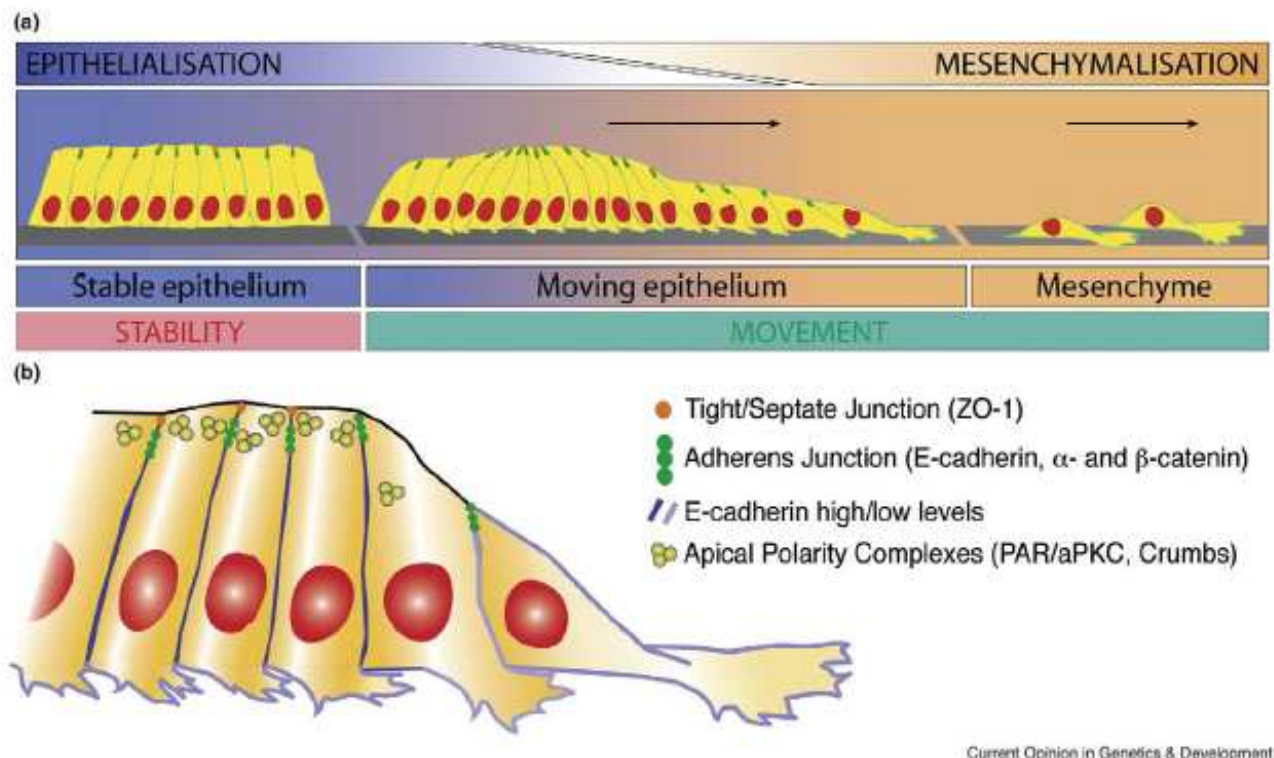 (a)
EPITHELIALISATION MESENCHYMALISATION
Stable epithelium Moving epithelium Mesenchyme
STABILITY MOVEMENT
(b)
Tight/Septate Junction (ZO-1)
Adherens Junction (E-cadherin, α- and β-catenin)
E-cadherin high/low levels
Apical Polarity Complexes (PAR/aPKC, Crumbs)
Current Opinion in Genetics & Development